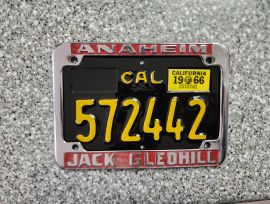 ANAHEIM
CAL
CALIFORNIA
19 66
572442
JACK GLEDHILL